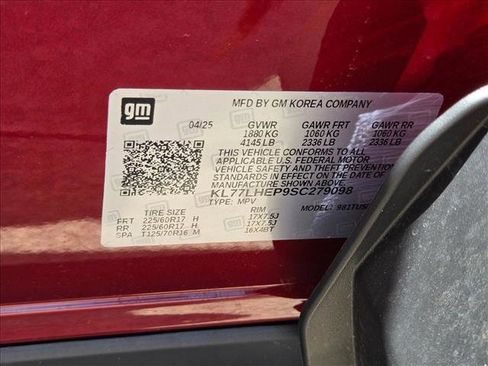 gm
MFD BY GM KOREA COMPANY
04/25 GVWR GAWR FRT GAWR RR
1880 KG 1060 KG 1060 KG
4145 LB 2336 LB 2336 LB
THIS VEHICLE CONFORMS TO ALL
APPLICABLE U.S. FEDERAL MOTOR
VEHICLE SAFETY AND THEFT PREVENTION
STANDARDS IN EFFECT ON THE DATE OF
MANUFACTURE SHOWN ABOVE.
KL77LHEP9SC279098
TYPE: MPV MODEL:
TIRE SIZE RIM
FRT 225/60R17 H 17X7.5J
RR 225/60R17 H 17X7.5J
SPA T125/70R16 M 16X4BT